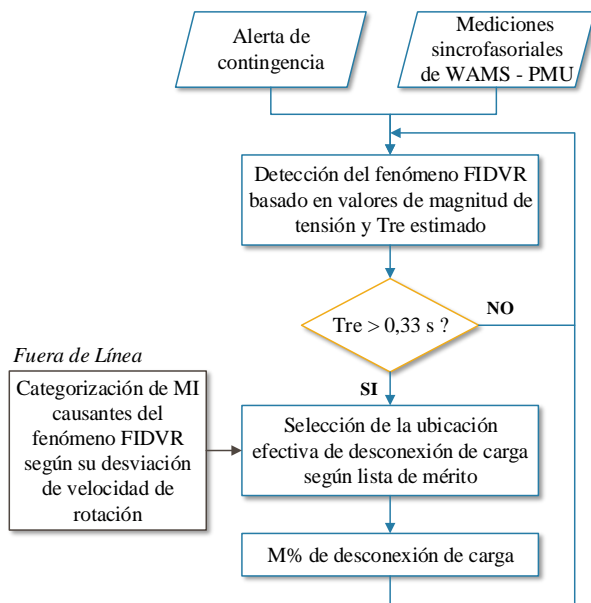 Alerta de
contingencia
Mediciones
sincrofasoriales
de WAMS - PMU
Detección del fenómeno FIDVR
basado en valores de magnitud de
tensión y Tre estimado
Tre > 0,33 s ?
NO
SI
Fuera de Línea
Categorización de MI
causantes del
fenómeno FIDVR
según su desviación
de velocidad de
rotación
Selección de la ubicación
efectiva de desconexión de carga
según lista de mérito
M% de desconexión de carga